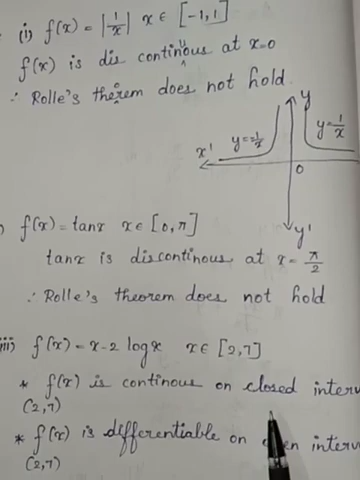 (i) f(x) = |1/x| x ∈ [-1, 1]
f(x) is dis continous at x=0
u
∴ Rolle's therem does not hold.
o
y
y = -1/x
y = 1/x
x'
0
y'
) f(x) = tanx x ∈ [0, π]
tanx is discontinous at x = π/2
∴ Rolle's theorem does not hold
iii) f(x) = x-2 logx x ∈ [2,7]
* f(x) is continous on closed interv
(2,7)
* f(x) is differentiable on interv
(2,7)